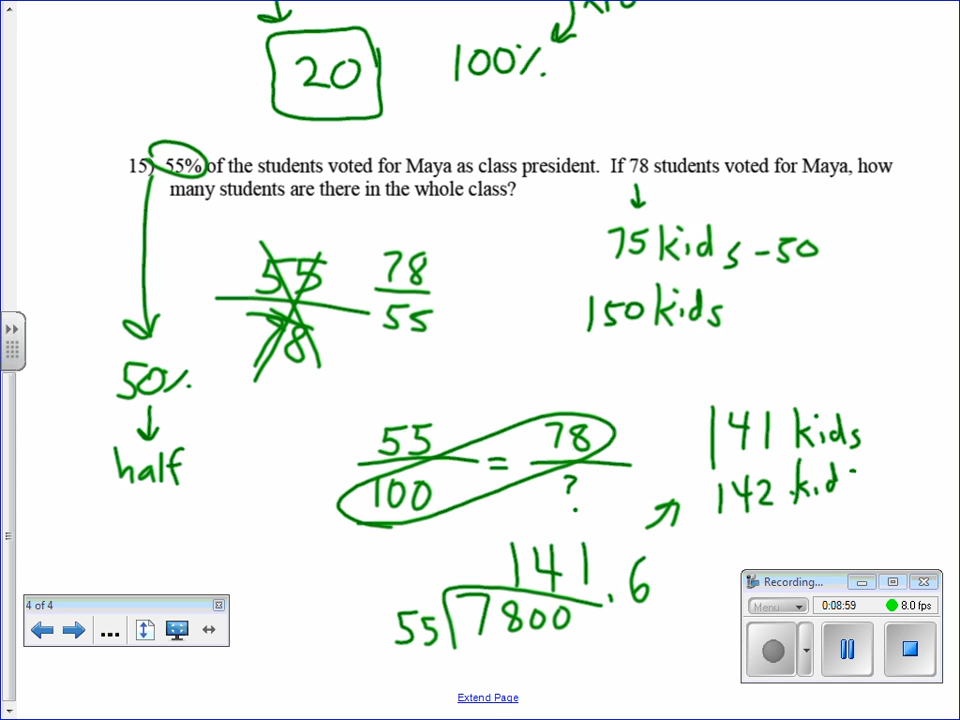 20
100%
15) 55% of the students voted for Maya as class president. If 78 students voted for Maya, how
many students are there in the whole class?
75 kids - 50
150 kids
55
78
78
55
50%
half
55
100
=
78
?
141 kids
142 kid
141.6
55 7800
4 of 4
...
Recording...
Menu
0:08:59
8.0 fps
Extend Page